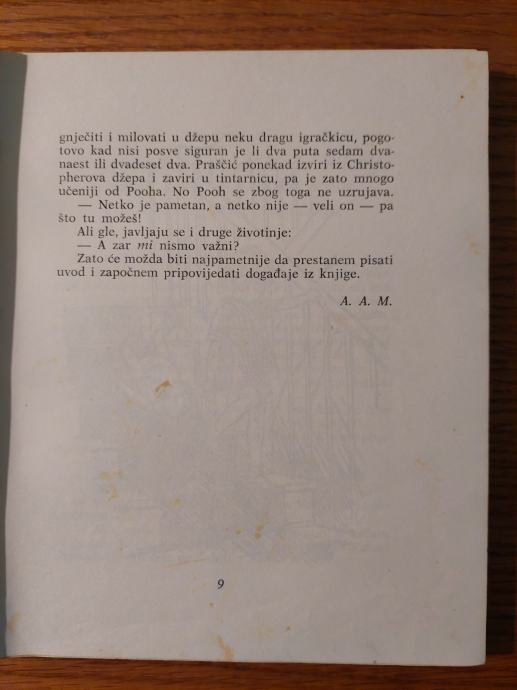 gnječiti i milovati u džepu neku dragu igračkicu, pogo-
tovo kad nisi posve siguran je li dva puta sedam dva-
naest ili dvadeset dva. Praščić ponekad izviri iz Christo-
pherova džepa i zaviri u tintarnicu, pa je zato mnogo
učeniji od Pooha. No Pooh se zbog toga ne uzrujava.
— Netko je pametan, a netko nije — veli on — pa
što tu možeš!
Ali gle, javljaju se i druge životinje:
— A zar mi nismo važni?
Zato će možda biti najpametnije da prestanem pisati
uvod i započnem pripovijedati događaje iz knjige.
A. A. M.
9